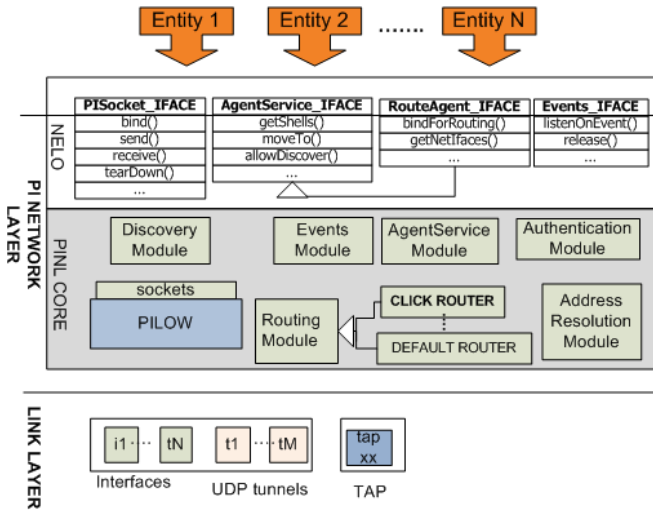 Entity 1
Entity 2
........
Entity N
PI NETWORK
LAYER
NELO
PISocket_IFACE
bind()
send()
receive()
tearDown()
...
AgentService_IFACE
getShells()
moveTo()
allowDiscover()
...
RouteAgent_IFACE
bindForRouting()
getNetIfaces()
...
Events_IFACE
listenOnEvent()
release()
...
PINL CORE
Discovery
Module
Events
Module
AgentService
Module
Authentication
Module
sockets
PILOW
Routing
Module
CLICK ROUTER
DEFAULT ROUTER
Address
Resolution
Module
LINK LAYER
i1
....
tN
Interfaces
t1
....
tM
UDP tunnels
tap
xx
TAP